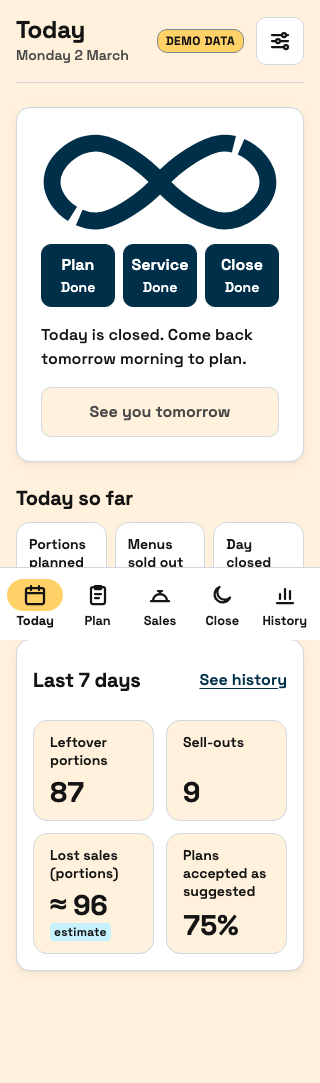 Today
Monday 2 March
DEMO DATA
Plan
Done
Service
Done
Close
Done
Today is closed. Come back
tomorrow morning to plan.
See you tomorrow
Today so far
Portions
planned
Menus
sold out
Day
closed
Today
Plan
Sales
Close
History
Last 7 days
See history
Leftover
portions
87
Sell-outs
9
Lost sales
(portions)
≈ 96
estimate
Plans
accepted as
suggested
75%